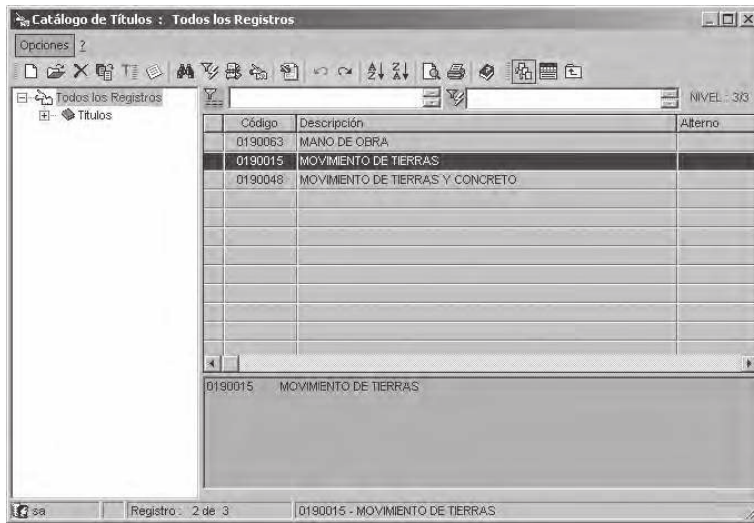 Catálogo de Títulos : Todos los Registros
Opciones ?
Todos los Registros
Títulos
NIVEL : 3/3
Código Descripción Alterno
0190063 MANO DE OBRA
0190015 MOVIMIENTO DE TIERRAS
0190048 MOVIMIENTO DE TIERRAS Y CONCRETO
0190015 MOVIMIENTO DE TIERRAS
sa Registro : 2 de 3 0190015 - MOVIMIENTO DE TIERRAS